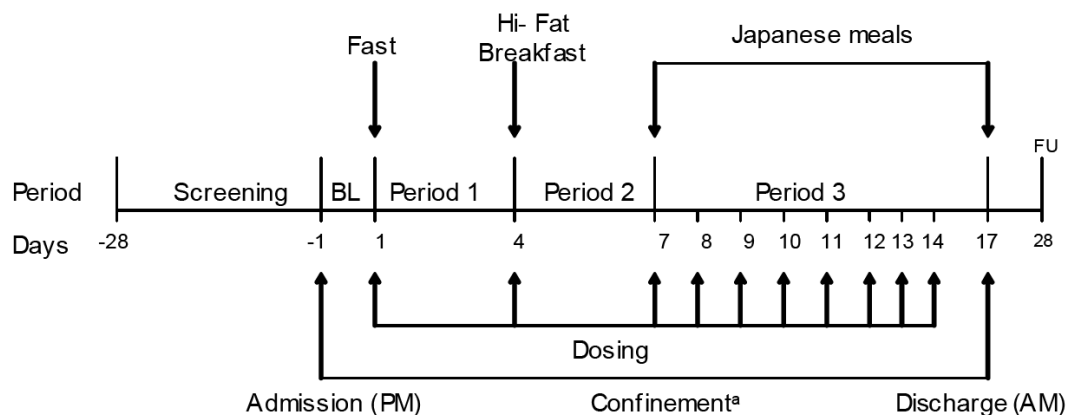 Hi- Fat
Fast Breakfast Japanese meals
FU
Period Screening BL Period 1 Period 2 Period 3
Days -28 -1 1 4 7 8 9 10 11 12 13 14 17 28
Dosing
Admission (PM) Confinementᵃ Discharge (AM)